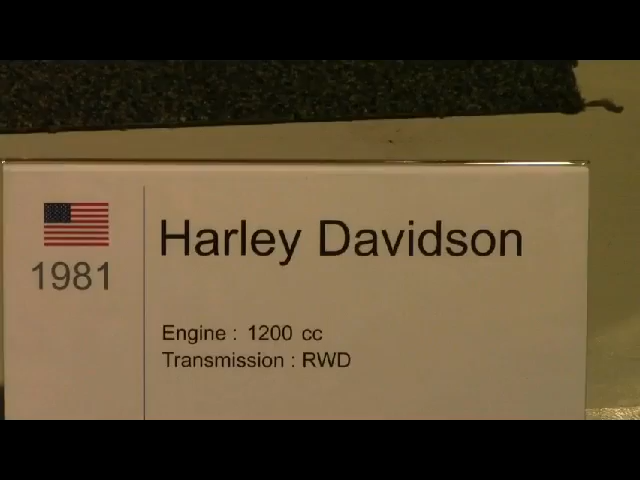 Harley Davidson
1981
Engine : 1200 cc
Transmission : RWD